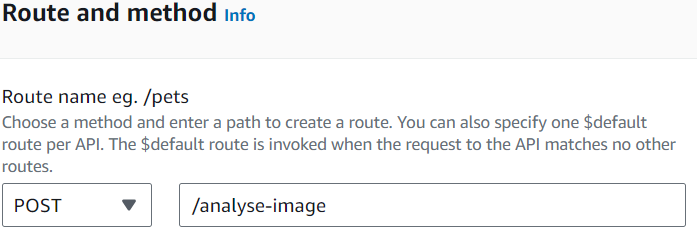 Route and method Info
Route name eg. /pets
Choose a method and enter a path to create a route. You can also specify one $default
route per API. The $default route is invoked when the request to the API matches no other
routes.
POST /analyse-image